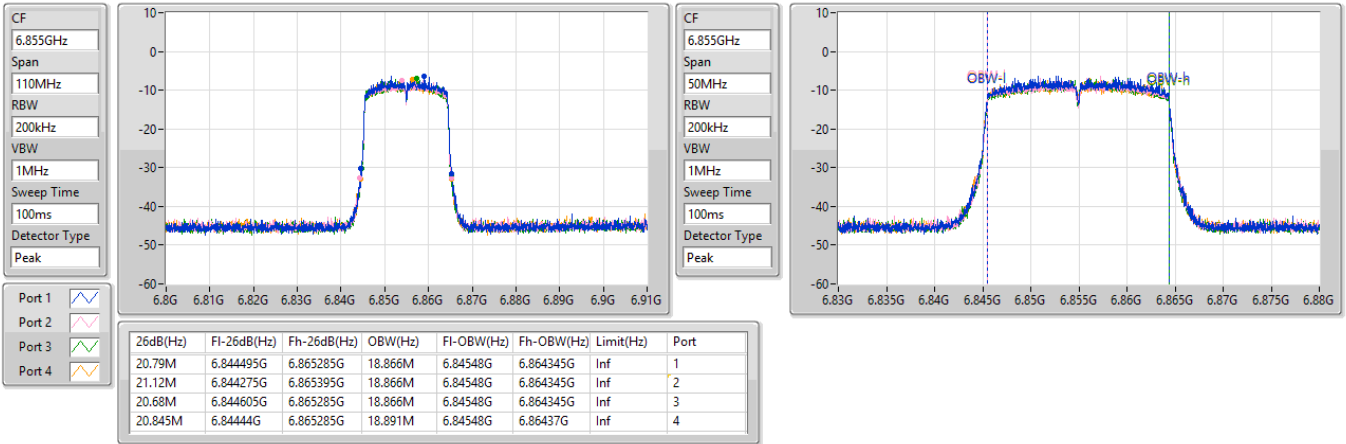 CF
6.855GHz
Span
110MHz
RBW
200kHz
VBW
1MHz
Sweep Time
100ms
Detector Type
Peak
10-
0-
-10-
-20-
-30-
-40-
-50-
-60-
6.8G 6.81G 6.82G 6.83G 6.84G 6.85G 6.86G 6.87G 6.88G 6.89G 6.9G 6.91G
CF
6.855GHz
Span
50MHz
RBW
200kHz
VBW
1MHz
Sweep Time
100ms
Detector Type
Peak
10-
0-
-10-
-20-
-30-
-40-
-50-
-60-
OBW-l OBW-h
6.83G 6.835G 6.84G 6.845G 6.85G 6.855G 6.86G 6.865G 6.87G 6.875G 6.88G
Port 1
Port 2
Port 3
Port 4
26dB(Hz) Fl-26dB(Hz) Fh-26dB(Hz) OBW(Hz) Fl-OBW(Hz) Fh-OBW(Hz) Limit(Hz) Port
20.79M 6.844495G 6.865285G 18.866M 6.84548G 6.864345G Inf 1
21.12M 6.844275G 6.865395G 18.866M 6.84548G 6.864345G Inf 2
20.68M 6.844605G 6.865285G 18.866M 6.84548G 6.864345G Inf 3
20.845M 6.84444G 6.865285G 18.891M 6.84548G 6.86437G Inf 4